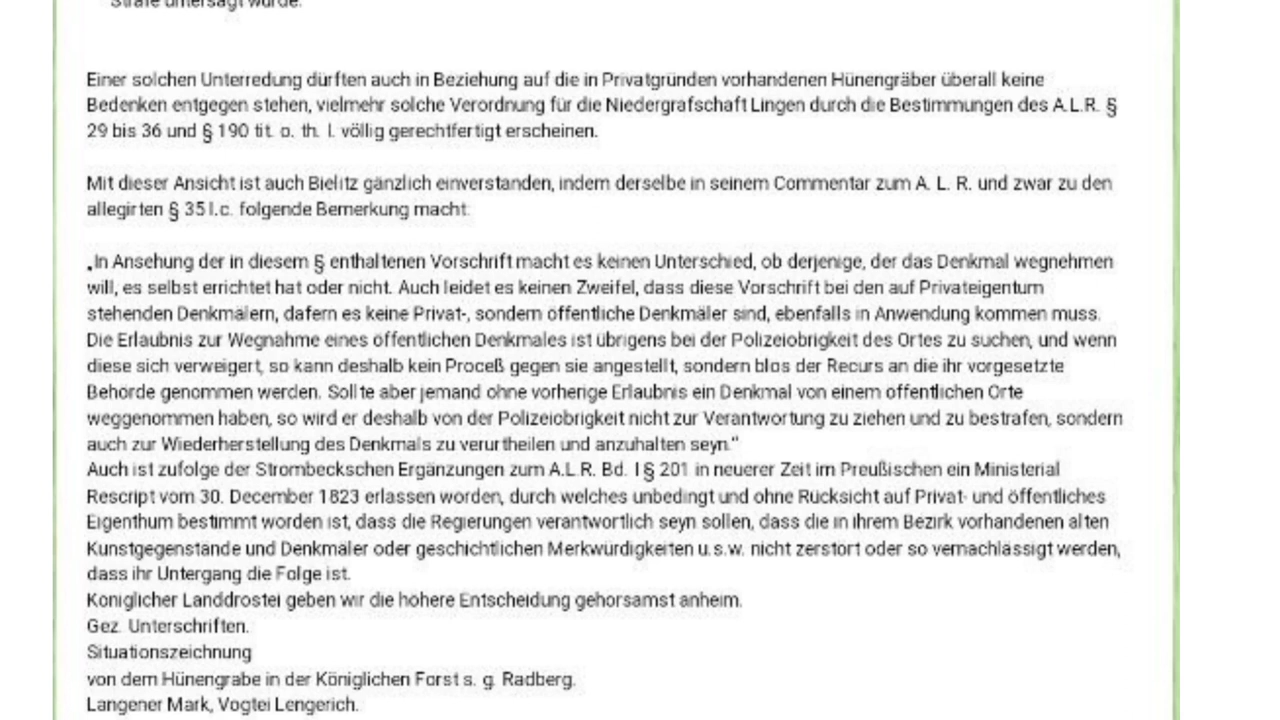 Strafe untersagt wurde.
Einer solchen Unterredung dürften auch in Beziehung auf die in Privatgründen vorhandenen Hünengräber überall keine
Bedenken entgegen stehen, vielmehr solche Verordnung für die Niedergrafschaft Lingen durch die Bestimmungen des A.L.R. §
29 bis 36 und § 190 tit. o. th. I. völlig gerechtfertigt erscheinen.
Mit dieser Ansicht ist auch Bielitz gänzlich einverstanden, indem derselbe in seinem Commentar zum A. L. R. und zwar zu den
allegirten § 35 l.c. folgende Bemerkung macht:
„In Ansehung der in diesem § enthaltenen Vorschrift macht es keinen Unterschied, ob derjenige, der das Denkmal wegnehmen
will, es selbst errichtet hat oder nicht. Auch leidet es keinen Zweifel, dass diese Vorschrift bei den auf Privateigentum
stehenden Denkmälern, dafern es keine Privat-, sondern öffentliche Denkmäler sind, ebenfalls in Anwendung kommen muss.
Die Erlaubnis zur Wegnahme eines öffentlichen Denkmales ist übrigens bei der Polizeiobrigkeit des Ortes zu suchen, und wenn
diese sich verweigert, so kann deshalb kein Proceß gegen sie angestellt, sondern blos der Recurs an die ihr vorgesetzte
Behörde genommen werden. Sollte aber jemand ohne vorherige Erlaubnis ein Denkmal von einem öffentlichen Orte
weggenommen haben, so wird er deshalb von der Polizeiobrigkeit nicht zur Verantwortung zu ziehen und zu bestrafen, sondern
auch zur Wiederherstellung des Denkmals zu verurtheilen und anzuhalten seyn.“
Auch ist zufolge der Strombeckschen Ergänzungen zum A.L.R. Bd. I § 201 in neuerer Zeit im Preußischen ein Ministerial
Rescript vom 30. December 1823 erlassen worden, durch welches unbedingt und ohne Rücksicht auf Privat- und öffentliches
Eigenthum bestimmt worden ist, dass die Regierungen verantwortlich seyn sollen, dass die in ihrem Bezirk vorhandenen alten
Kunstgegenstände und Denkmäler oder geschichtlichen Merkwürdigkeiten u.s.w. nicht zerstört oder so vernachlässigt werden,
dass ihr Untergang die Folge ist.
Königlicher Landdrostei geben wir die höhere Entscheidung gehorsamst anheim.
Gez. Unterschriften.
Situationszeichnung
von dem Hünengrabe in der Königlichen Forst s. g. Radberg.
Langener Mark, Vogtei Lengerich.